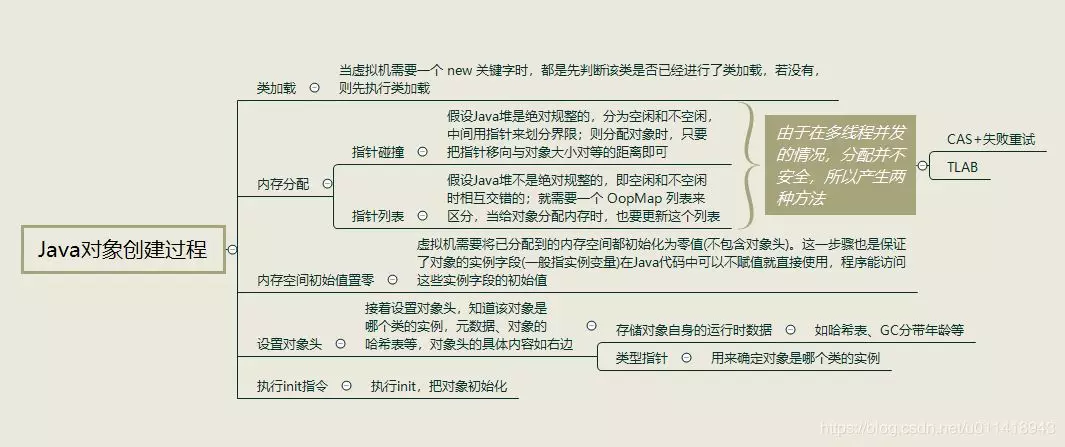 Java对象创建过程
类加载
当虚拟机需要一个 new 关键字时，都是先判断该类是否已经进行了类加载，若没有，
则先执行类加载
内存分配
指针碰撞
假设Java堆是绝对规整的，分为空闲和不空闲，
中间用指针来划分界限；则分配对象时，只要
把指针移向与对象大小对等的距离即可
指针列表
假设Java堆不是绝对规整的，即空闲和不空闲
时相互交错的；就需要一个 OopMap 列表来
区分，当给对象分配内存时，也要更新这个列表
由于在多线程并发
的情况，分配并不
安全，所以产生两
种方法
CAS+失败重试
TLAB
内存空间初始值置零
虚拟机需要将已分配到的内存空间都初始化为零值(不包含对象头)。这一步骤也是保证
了对象的实例字段(一般指实例变量)在Java代码中可以不赋值就直接使用，程序能访问
这些实例字段的初始值
设置对象头
接着设置对象头，知道该对象是
哪个类的实例，元数据、对象的
哈希表等，对象头的具体内容如右边
存储对象自身的运行时数据
如哈希表、GC分带年龄等
类型指针
用来确定对象是哪个类的实例
执行init指令
执行init，把对象初始化
https://blog.csdn.net/u011418943